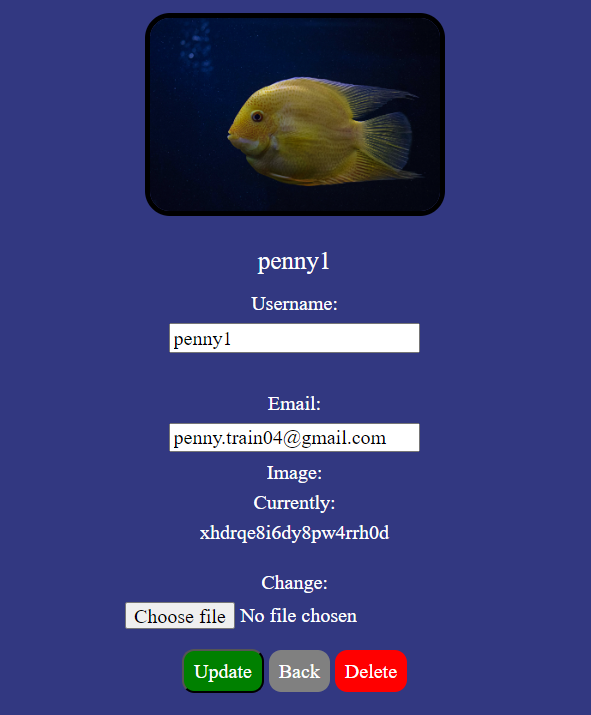 penny1
Username:
penny1
Email:
penny.train04@gmail.com
Image:
Currently:
xhdrqe8i6dy8pw4rrh0d
Change:
Choose file No file chosen
Update Back Delete